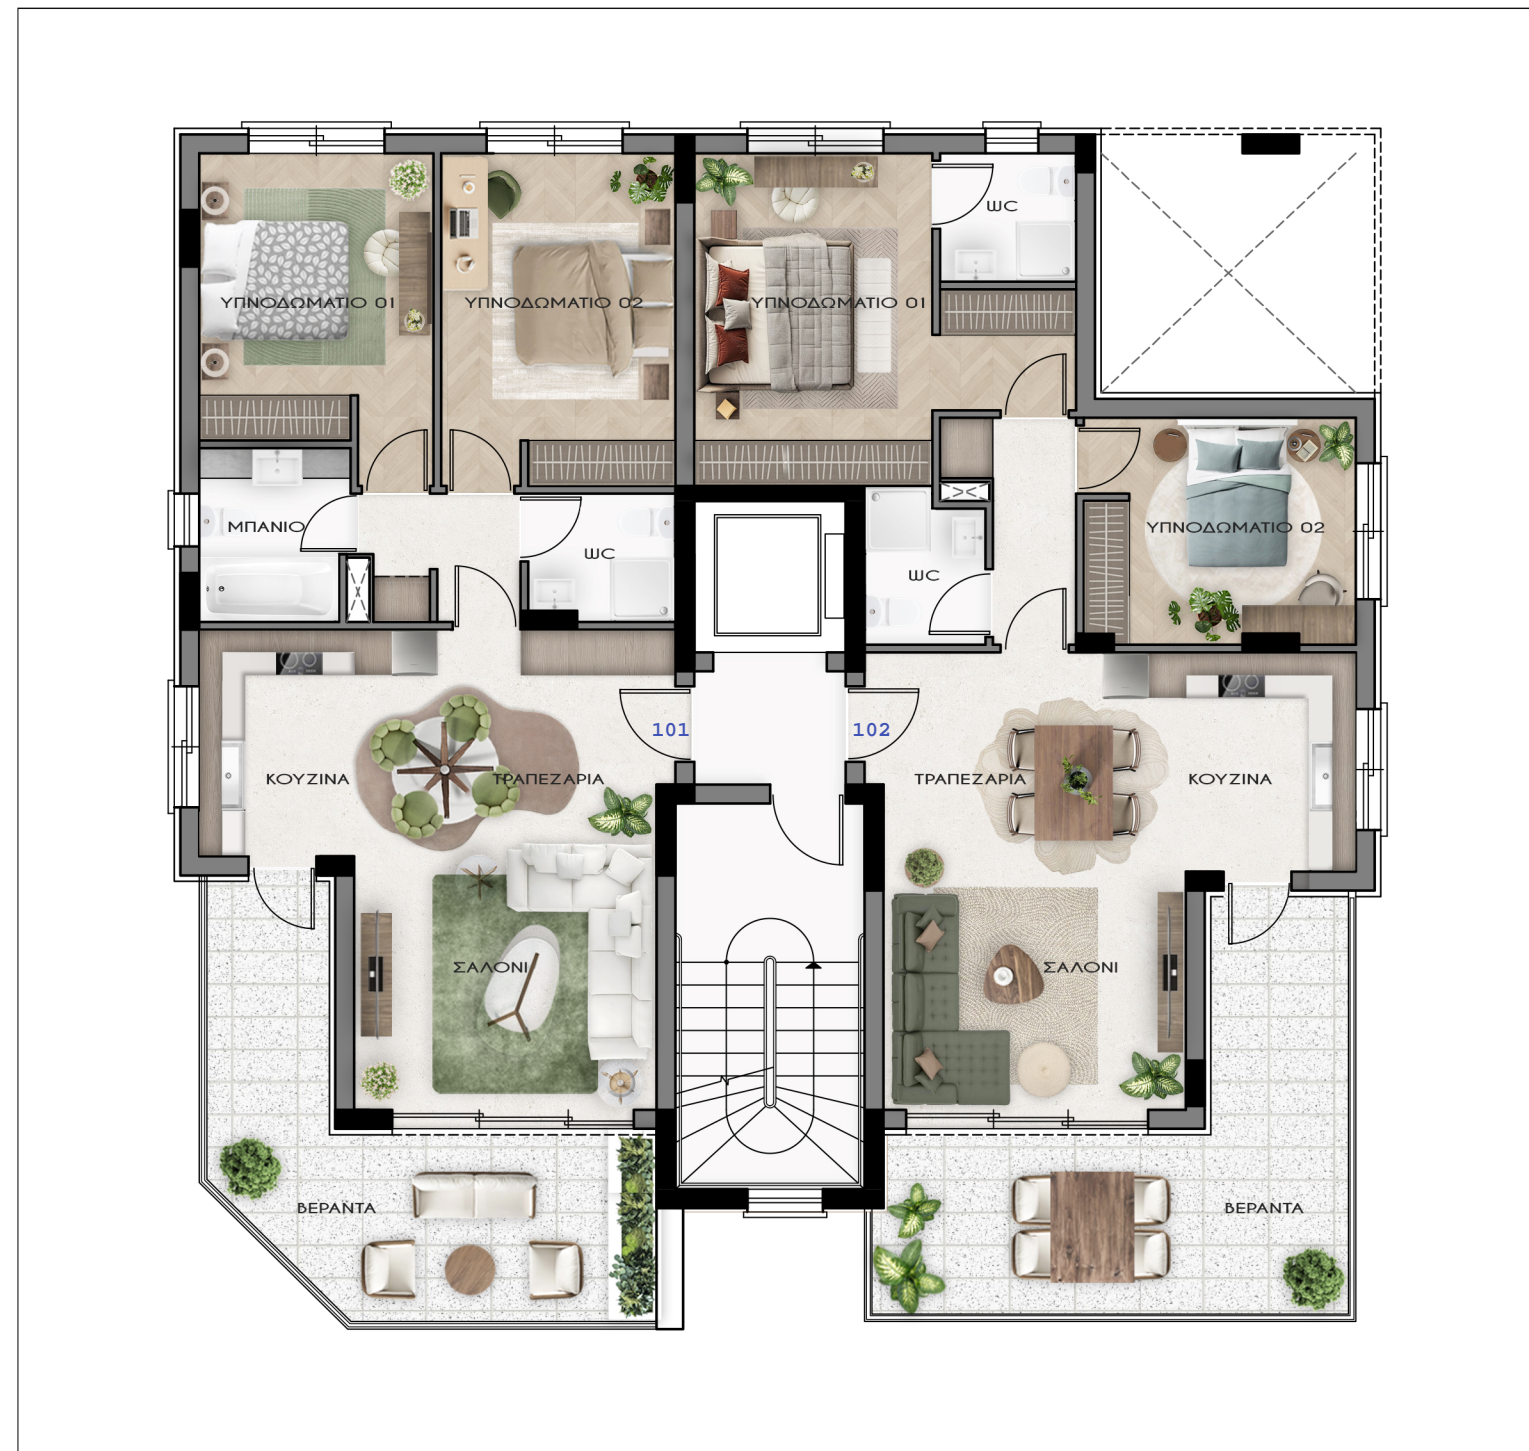 WC
ΥΠΝΟΔΩΜΑΤΙΟ 01
ΥΠΝΟΔΩΜΑΤΙΟ 02
ΥΠΝΟΔΩΜΑΤΙΟ 01
ΜΠΑΝΙΟ
WC
WC
ΥΠΝΟΔΩΜΑΤΙΟ 02
101
102
ΚΟΥΖΙΝΑ
ΤΡΑΠΕΖΑΡΙΑ
ΤΡΑΠΕΖΑΡΙΑ
ΚΟΥΖΙΝΑ
ΣΑΛΟΝΙ
ΣΑΛΟΝΙ
ΒΕΡΑΝΤΑ
ΒΕΡΑΝΤΑ